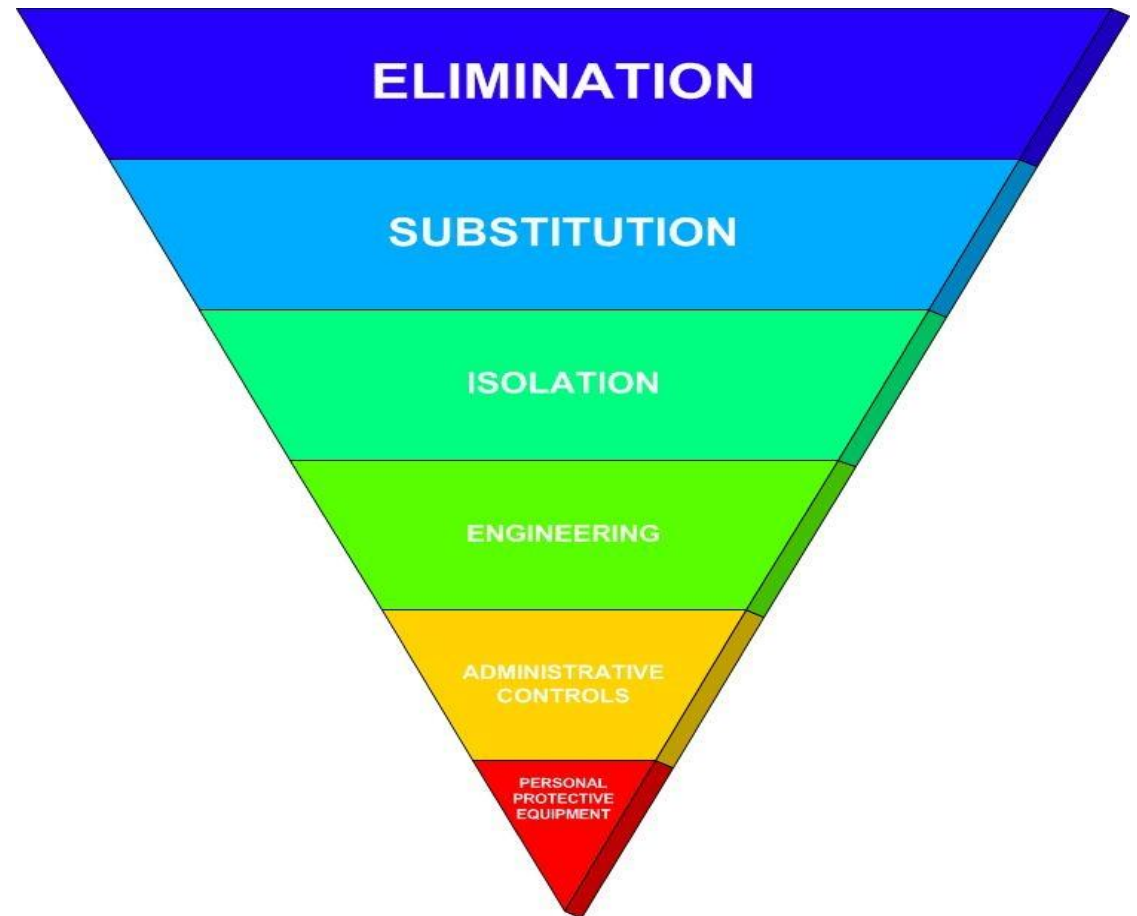 ELIMINATION
SUBSTITUTION
ISOLATION
ENGINEERING
ADMINISTRATIVE
CONTROLS
PERSONAL
PROTECTIVE
EQUIPMENT